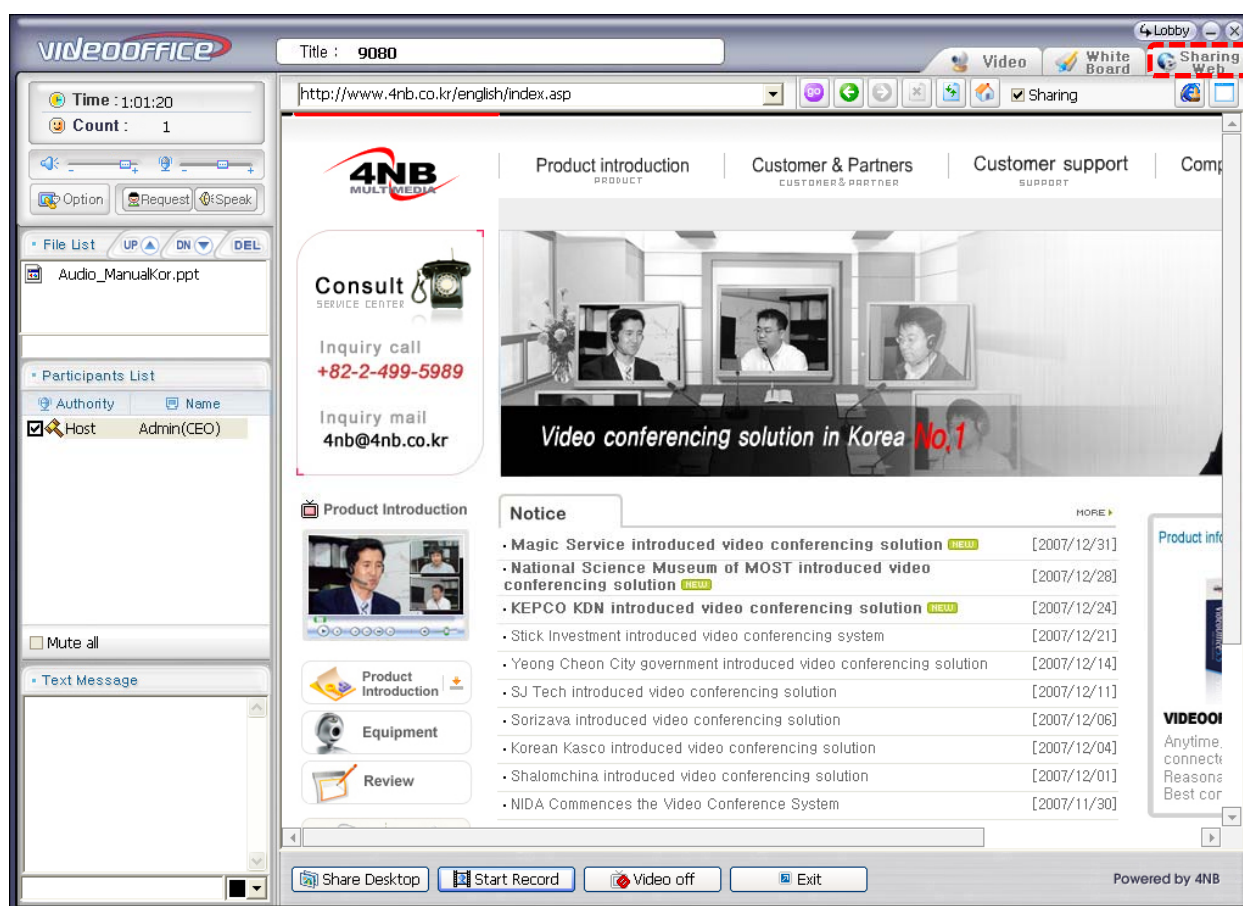 Lobby
VIDEOOFFICE
Title : 9080
Video
White Board
Sharing Web
Time : 1:01:20
Count : 1
Option
Request
Speak
File List UP DN DEL
Audio_ManualKor.ppt
Participants List
Authority Name
Host Admin(CEO)
Mute all
Text Message
http://www.4nb.co.kr/english/index.asp
GO
Sharing
4NB
MULTIMEDIA
Product introduction
PRODUCT
Customer & Partners
CUSTOMER & PARTNER
Customer support
SUPPORT
Comp
Consult
SERVICE CENTER
Inquiry call
+82-2-499-5989
Inquiry mail
4nb@4nb.co.kr
Video conferencing solution in Korea No,1
Product Introduction
Product
Introduction
Equipment
Review
Notice
MORE
Magic Service introduced video conferencing solution NEW [2007/12/31]
National Science Museum of MOST introduced video
conferencing solution NEW [2007/12/28]
KEPCO KDN introduced video conferencing solution NEW [2007/12/24]
Stick Investment introduced video conferencing system [2007/12/21]
Yeong Cheon City government introduced video conferencing solution [2007/12/14]
SJ Tech introduced video conferencing solution [2007/12/11]
Sorizava introduced video conferencing solution [2007/12/06]
Korean Kasco introduced video conferencing solution [2007/12/04]
Shalomchina introduced video conferencing solution [2007/12/01]
NIDA Commences the Video Conference System [2007/11/30]
Product info
VIDEOOF
Anytime,
connecte
Reasona
Best cor
Share Desktop
Start Record
Video off
Exit
Powered by 4NB